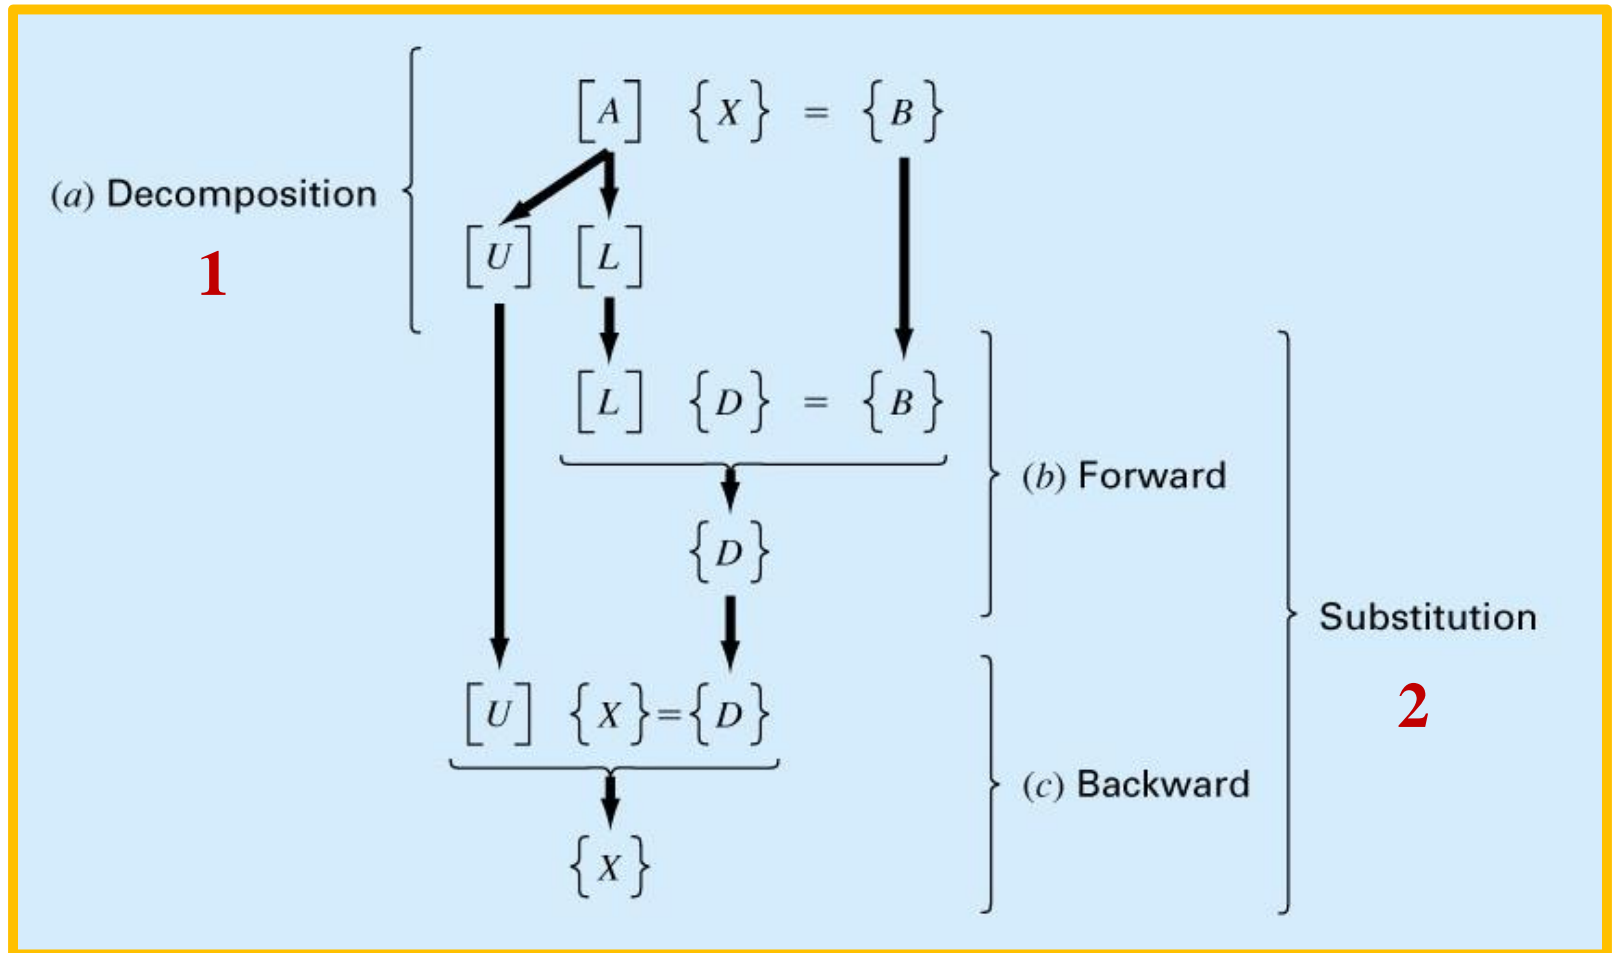 [A] {X} = {B}
(a) Decomposition
1
[U] [L]
[L] {D} = {B}
(b) Forward
{D}
Substitution
2
[U] {X}={D}
(c) Backward
{X}